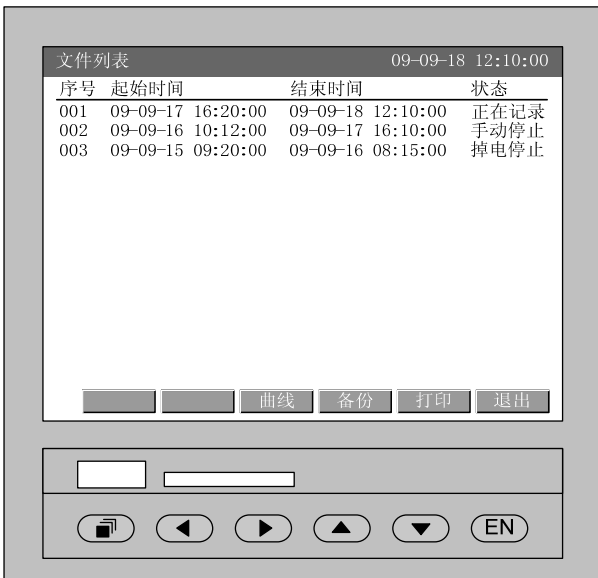 文件列表 09-09-18 12:10:00
序号 起始时间 结束时间 状态
001 09-09-17 16:20:00 09-09-18 12:10:00 正在记录
002 09-09-16 10:12:00 09-09-17 16:10:00 手动停止
003 09-09-15 09:20:00 09-09-16 08:15:00 掉电停止
曲线 备份 打印 退出
EN